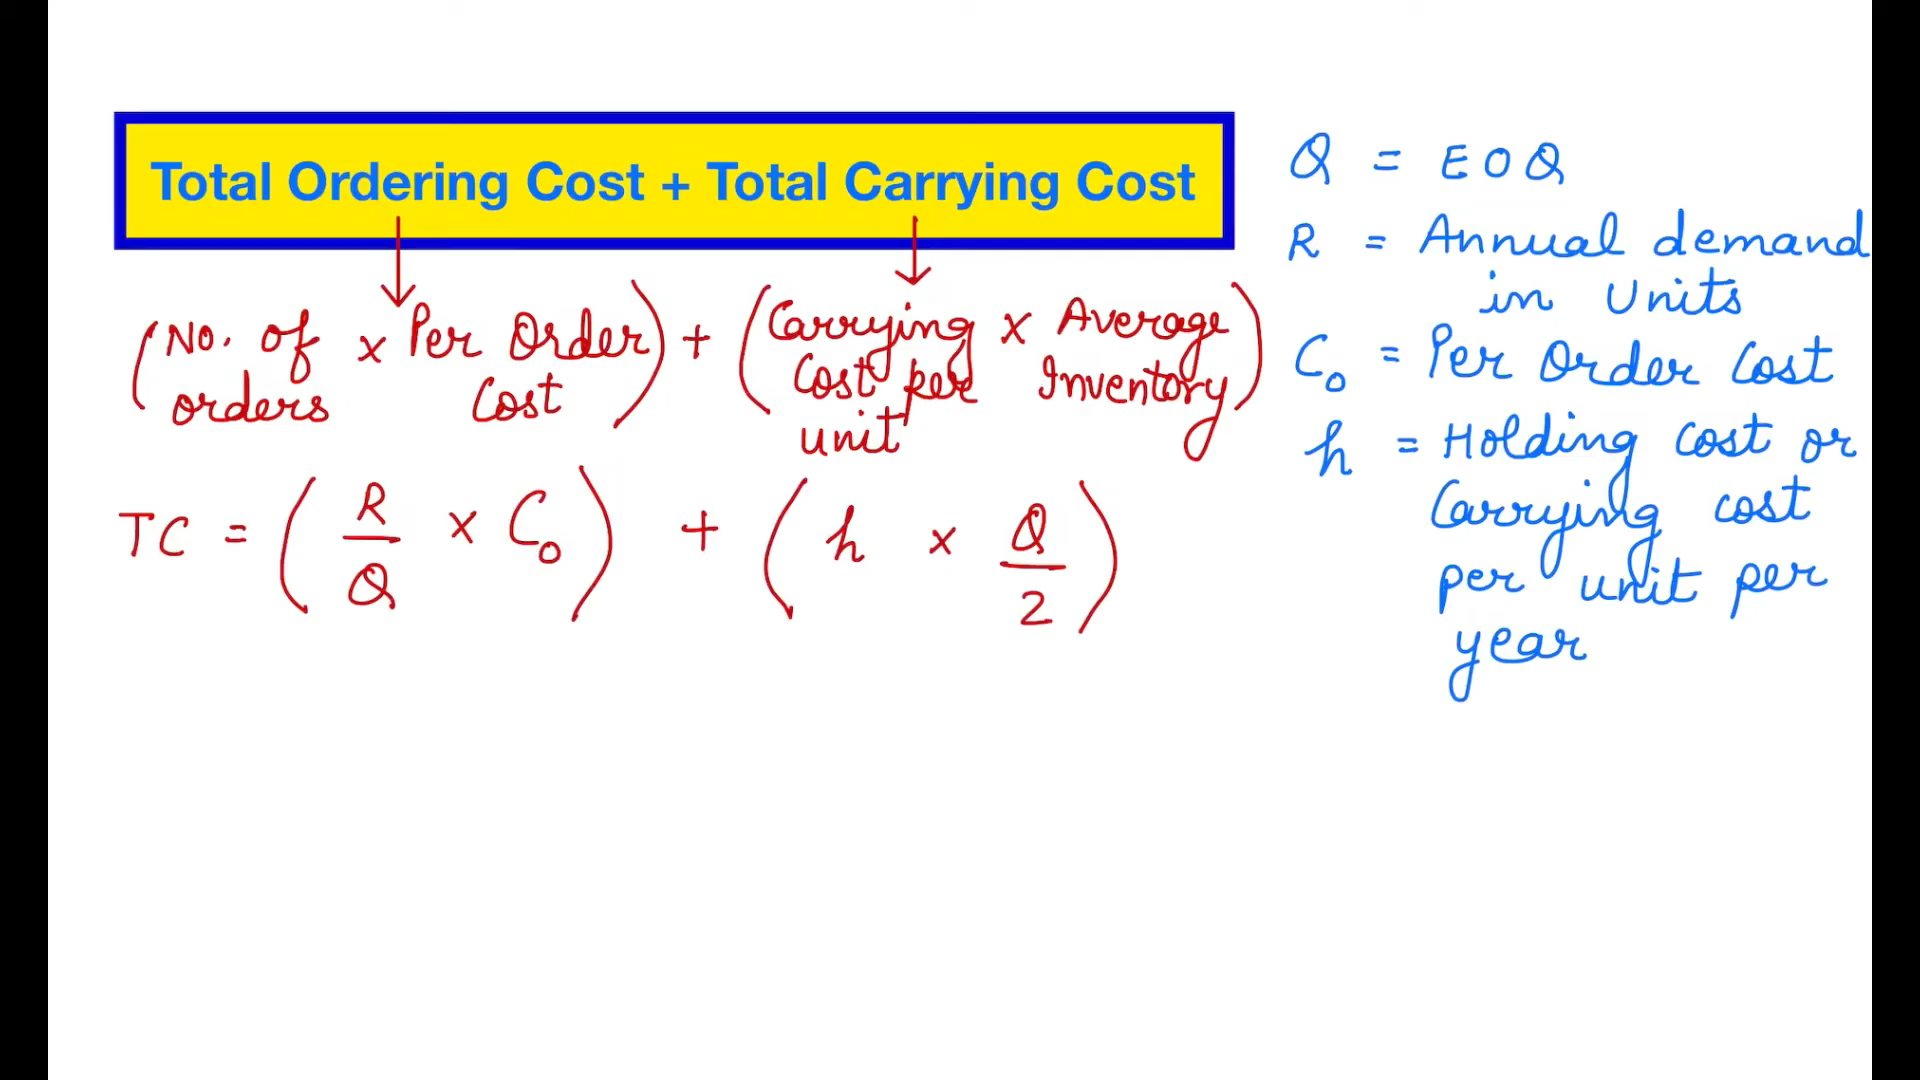 Total Ordering Cost + Total Carrying Cost
(No. of orders × Per Order Cost) + (Carrying Cost per unit × Average Inventory)
TC = (R/Q × C₀) + (h × Q/2)
Q = EOQ
R = Annual demand
in Units
C₀ = Per Order Cost
h = Holding cost or
Carrying cost
per unit per
year